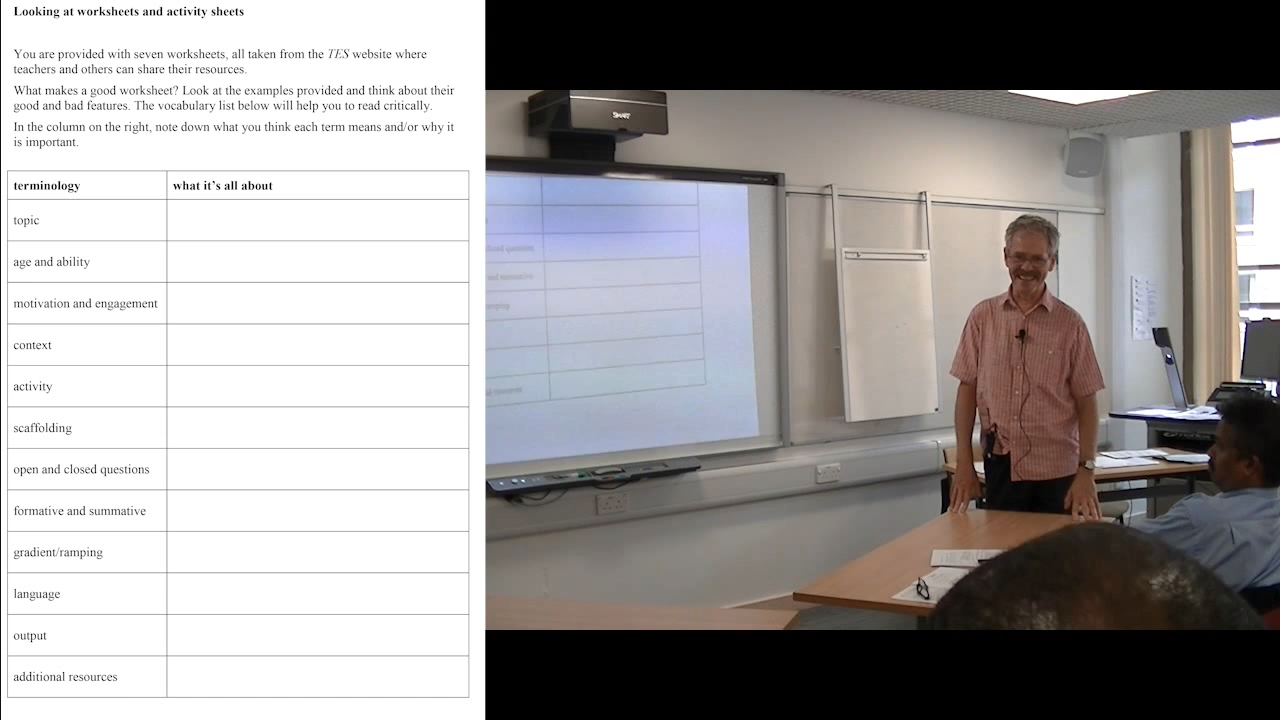 Looking at worksheets and activity sheets
You are provided with seven worksheets, all taken from the TES website where
teachers and others can share their resources.
What makes a good worksheet? Look at the examples provided and think about their
good and bad features. The vocabulary list below will help you to read critically.
In the column on the right, note down what you think each term means and/or why it
is important.
terminology what it's all about
topic
age and ability
motivation and engagement
context
activity
scaffolding
open and closed questions
formative and summative
gradient/ramping
language
output
additional resources
SMART
closed questions
and summative
ramping